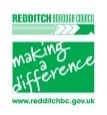 REDDITCH BOROUGH COUNCIL
making
a
difference
www.redditchbc.gov.uk